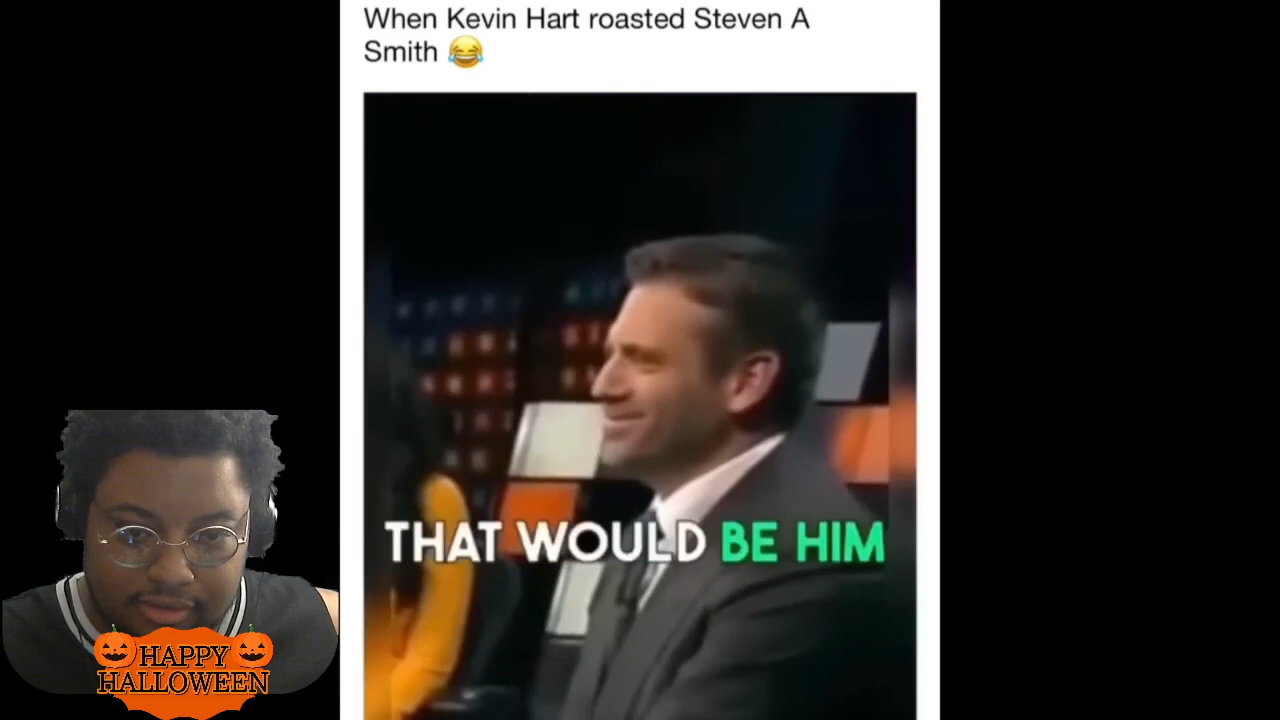 When Kevin Hart roasted Steven A
Smith 😂
THAT WOULD BE HIM
HAPPY
HALLOWEEN